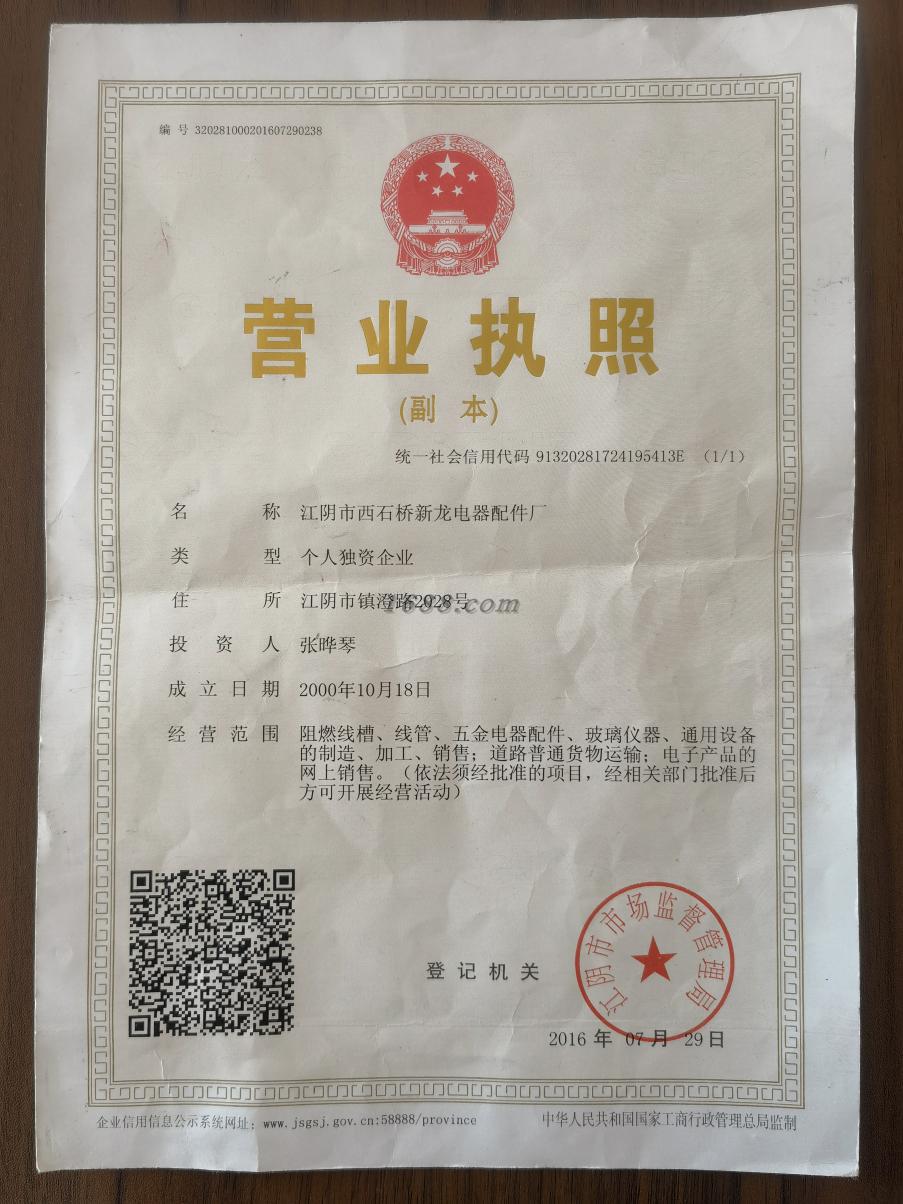 编 号 320281000201607290238
营业执照
(副 本)
统一社会信用代码 91320281724195413E （1/1）
名 称 江阴市西石桥新龙电器配件厂
类 型 个人独资企业
住 所 江阴市镇澄路2028号
1688.com
投 资 人 张晔琴
成 立 日 期 2000年10月18日
经 营 范 围 阻燃线槽、线管、五金电器配件、玻璃仪器、通用设备
的制造、加工、销售；道路普通货物运输；电子产品的
网上销售。（依法须经批准的项目，经相关部门批准后
方可开展经营活动）
登 记 机 关
江阴市市场监督管理局
2016 年 07 月 29 日
企业信用信息公示系统网址：www.jsgsj.gov.cn:58888/province
中华人民共和国国家工商行政管理总局监制